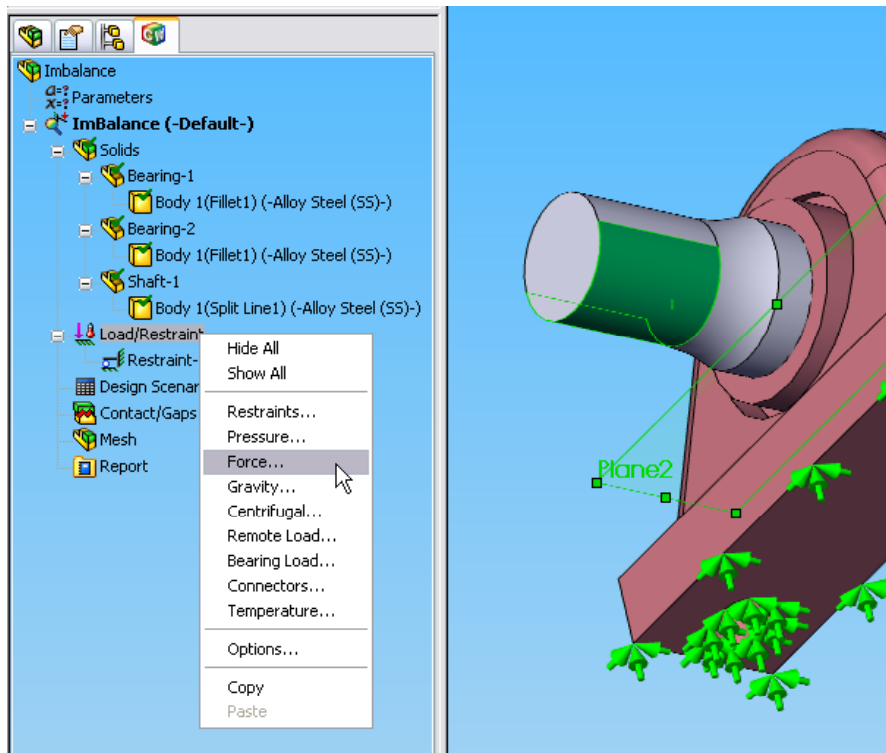 Imbalance
a=?
x=? Parameters
ImBalance (-Default-)
Solids
Bearing-1
Body 1(Fillet1) (-Alloy Steel (SS)-)
Bearing-2
Body 1(Fillet1) (-Alloy Steel (SS)-)
Shaft-1
Body 1(Split Line1) (-Alloy Steel (SS)-)
Load/Restraint
Restraint-
Design Scenar
Contact/Gaps
Mesh
Report
Hide All
Show All
Restraints...
Pressure...
Force...
Gravity...
Centrifugal...
Remote Load...
Bearing Load...
Connectors...
Temperature...
Options...
Copy
Paste
Plane2